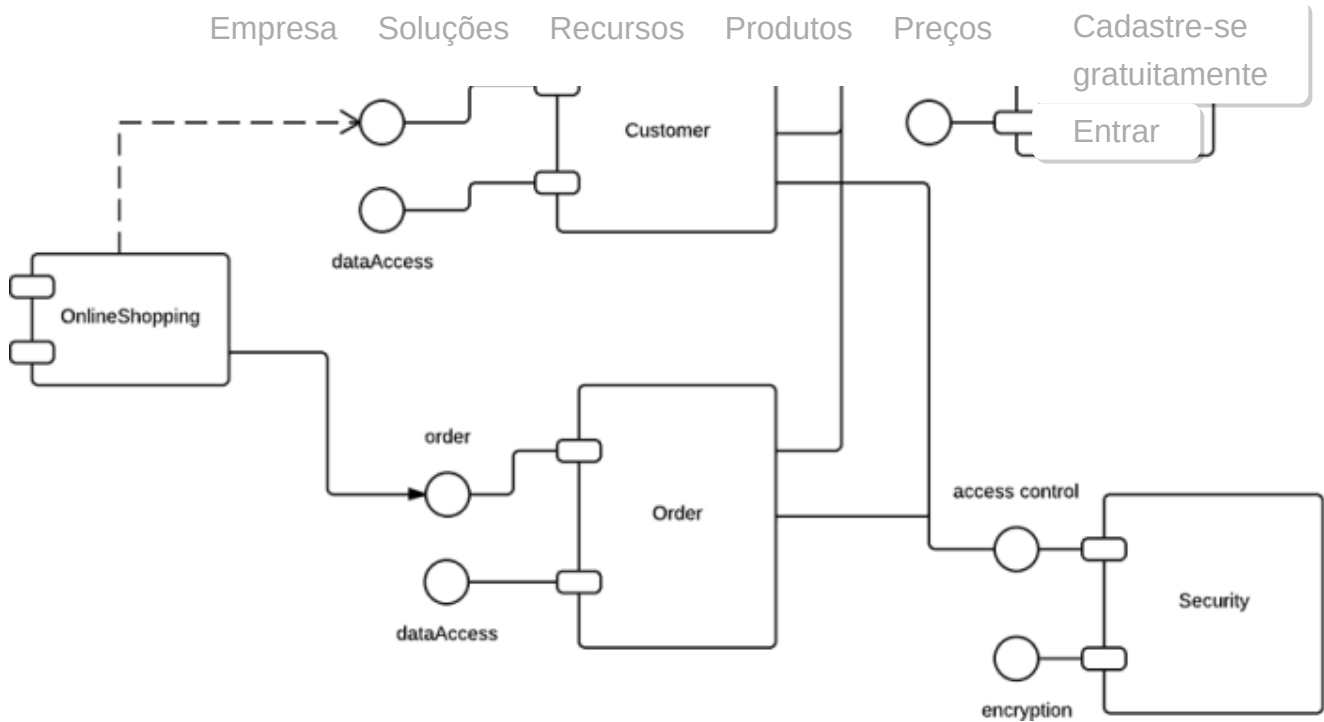 Empresa Soluções Recursos Produtos Preços
Cadastre-se
gratuitamente
Entrar
Customer
dataAccess
OnlineShopping
order
Order
dataAccess
access control
Security
encryption